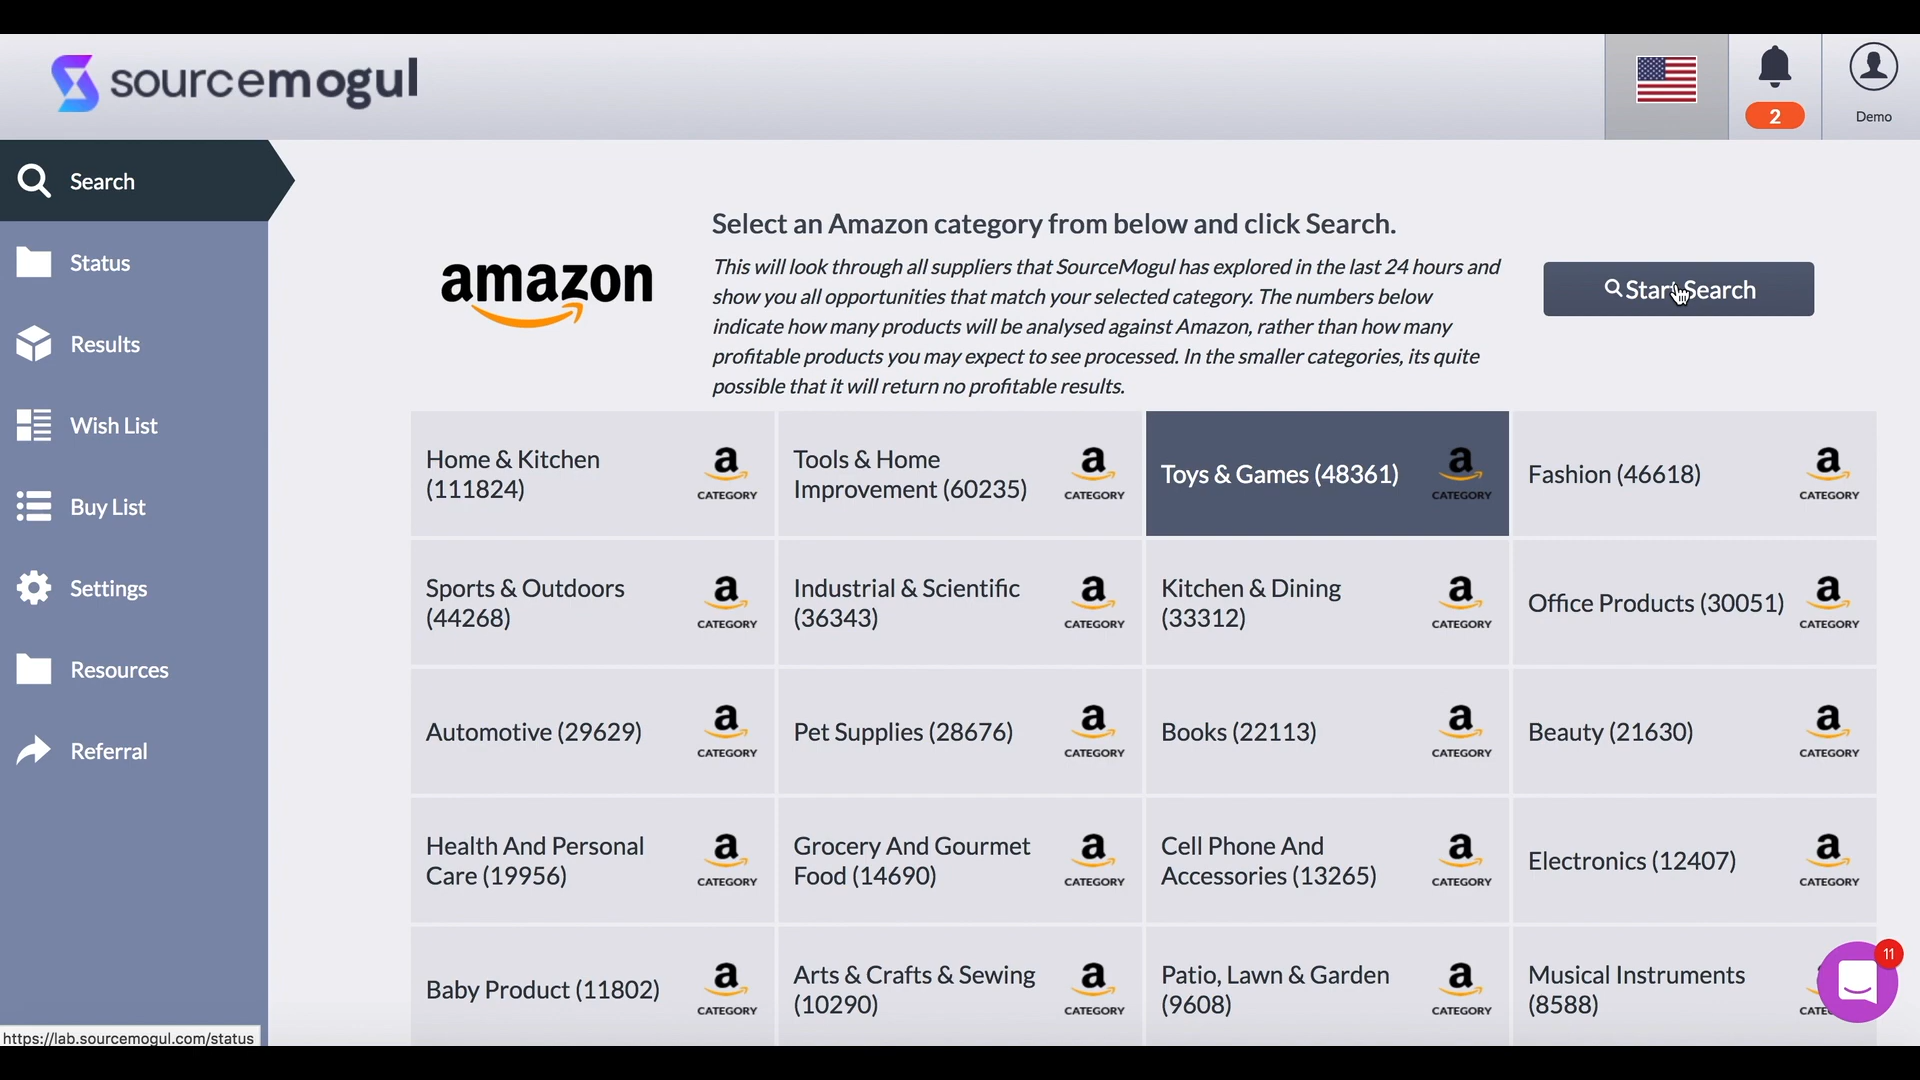 sourcemogul
2
Demo
Search
Status
Results
Wish List
Buy List
Settings
Resources
Referral
amazon
Select an Amazon category from below and click Search.
This will look through all suppliers that SourceMogul has explored in the last 24 hours and
show you all opportunities that match your selected category. The numbers below
indicate how many products will be analysed against Amazon, rather than how many
profitable products you may expect to see processed. In the smaller categories, its quite
possible that it will return no profitable results.
Start Search
Home & Kitchen
(111824)
a
CATEGORY
Tools & Home
Improvement (60235)
a
CATEGORY
Toys & Games (48361)
a
CATEGORY
Fashion (46618)
a
CATEGORY
Sports & Outdoors
(44268)
a
CATEGORY
Industrial & Scientific
(36343)
a
CATEGORY
Kitchen & Dining
(33312)
a
CATEGORY
Office Products (30051)
a
CATEGORY
Automotive (29629)
a
CATEGORY
Pet Supplies (28676)
a
CATEGORY
Books (22113)
a
CATEGORY
Beauty (21630)
a
CATEGORY
Health And Personal
Care (19956)
a
CATEGORY
Grocery And Gourmet
Food (14690)
a
CATEGORY
Cell Phone And
Accessories (13265)
a
CATEGORY
Electronics (12407)
a
CATEGORY
Baby Product (11802)
a
CATEGORY
Arts & Crafts & Sewing
(10290)
a
CATEGORY
Patio, Lawn & Garden
(9608)
a
CATEGORY
Musical Instruments
(8588)
11
https://lab.sourcemogul.com/status